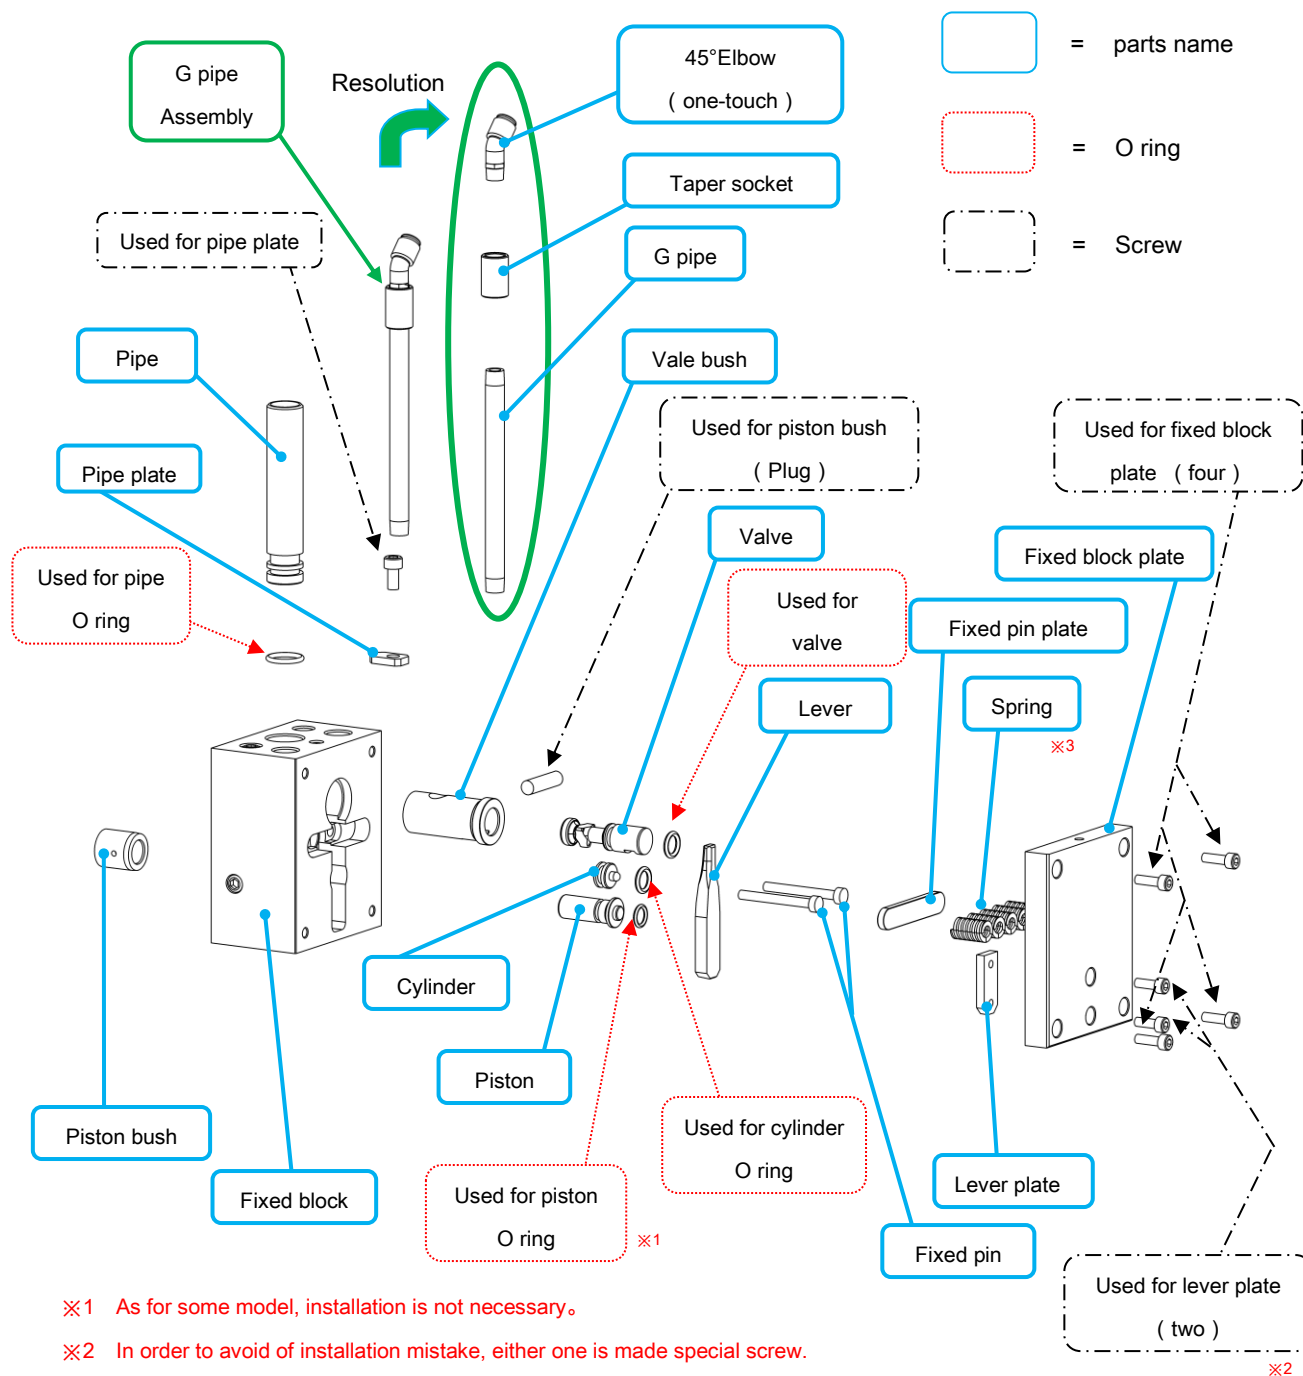 G pipe
Assembly
Resolution
45°Elbow
( one-touch )
= parts name
= O ring
= Screw
Taper socket
Used for pipe plate
G pipe
Pipe
Vale bush
Pipe plate
Used for piston bush
( Plug )
Used for fixed block
plate ( four )
Valve
Fixed block plate
Used for pipe
O ring
Used for
valve
Fixed pin plate
Lever
Spring
※3
Cylinder
Piston
Piston bush
Fixed block
Used for cylinder
O ring
Used for piston
O ring
※1
Lever plate
Fixed pin
Used for lever plate
( two )
※2
※1 As for some model, installation is not necessary。
※2 In order to avoid of installation mistake, either one is made special screw.